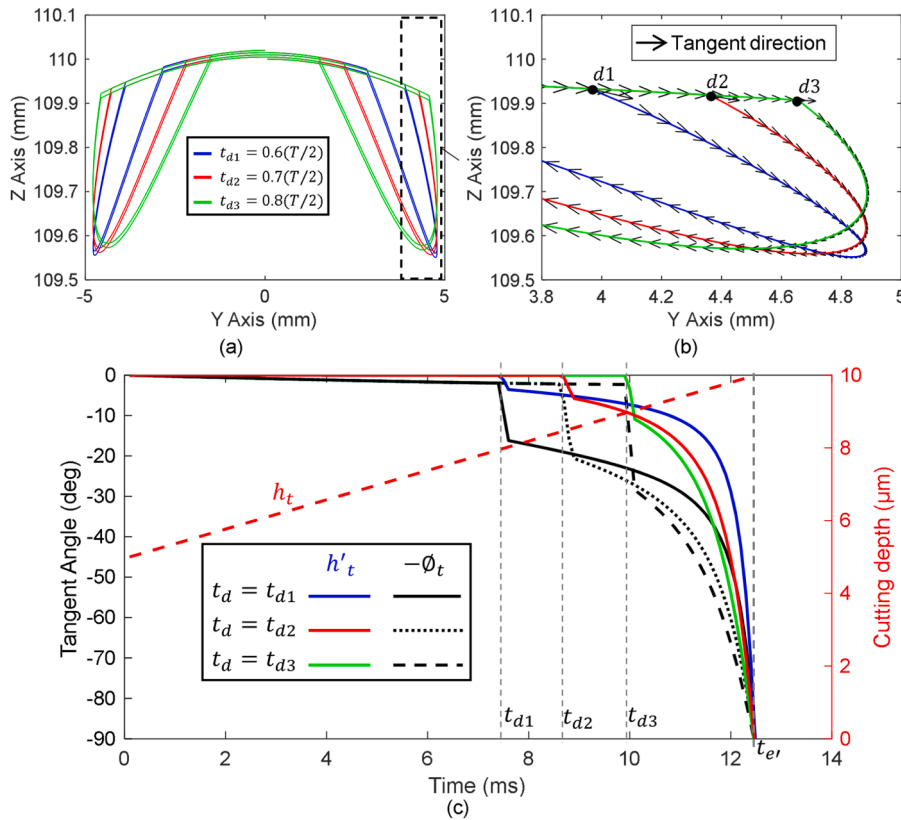 110.1
110
109.9
109.8
109.7
109.6
109.5
Z Axis (mm)
t_d1 = 0.6(T/2)
t_d2 = 0.7(T/2)
t_d3 = 0.8(T/2)
-5 0 5
Y Axis (mm)
(a)
110.1
110
109.9
109.8
109.7
109.6
109.5
Z Axis (mm)
Tangent direction
d1 d2 d3
3.8 4 4.2 4.4 4.6 4.8 5
Y Axis (mm)
(b)
0
-10
-20
-30
-40
-50
-60
-70
-80
-90
Tangent Angle (deg)
h_t
h'_t −∅_t
t_d = t_d1
t_d = t_d2
t_d = t_d3
t_d1 t_d2 t_d3 t_e'
10
8
6
4
2
0
Cutting depth (μm)
0 2 4 6 8 10 12 14
Time (ms)
(c)